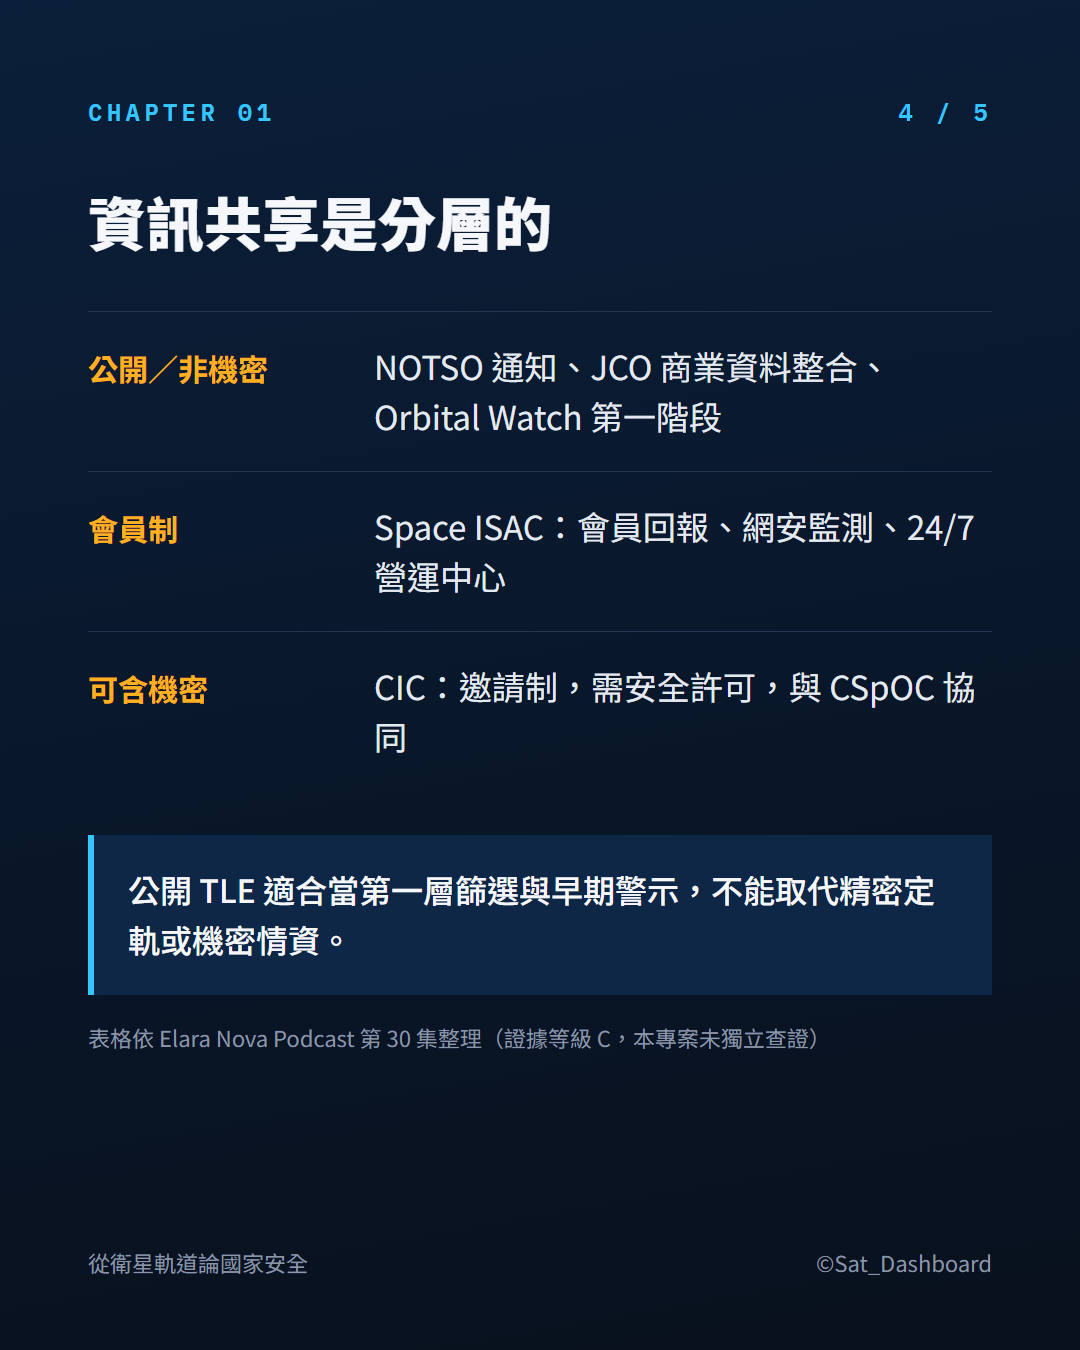 CHAPTER 01
4 / 5
資訊共享是分層的
公開／非機密
NOTSO 通知、JCO 商業資料整合、
Orbital Watch 第一階段
會員制
Space ISAC：會員回報、網安監測、24/7
營運中心
可含機密
CIC：邀請制，需安全許可，與 CSpOC 協
同
公開 TLE 適合當第一層篩選與早期警示，不能取代精密定
軌或機密情資。
表格依 Elara Nova Podcast 第 30 集整理（證據等級 C，本專案未獨立查證）
從衛星軌道論國家安全
©Sat_Dashboard